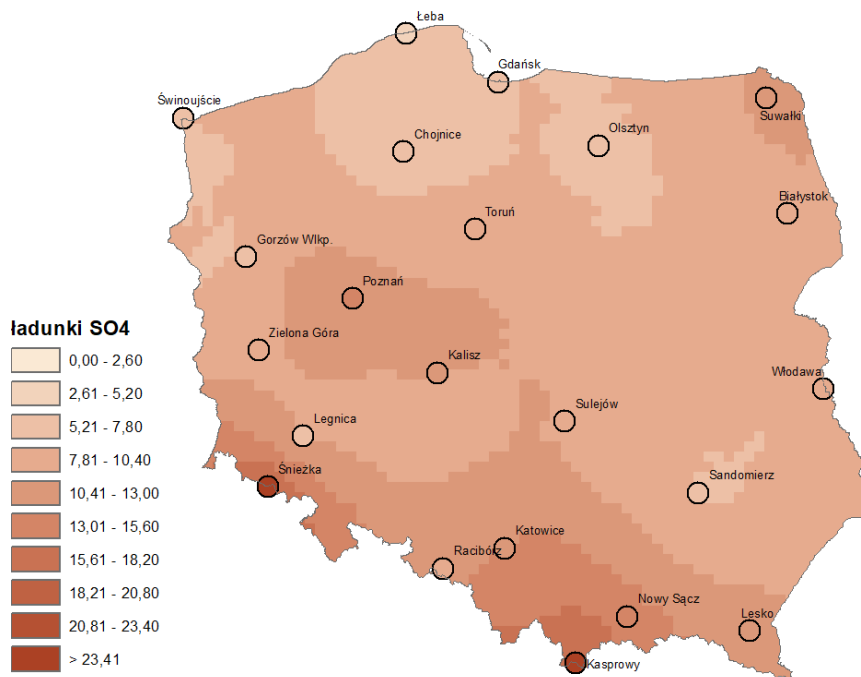 Łeba
Gdańsk
Świnoujście
Suwałki
Chojnice
Olsztyn
Białystok
Toruń
Gorzów Wlkp.
Poznań
ładunki SO4
Zielona Góra
0,00 - 2,60
Kalisz
Włodawa
2,61 - 5,20
Sulejów
5,21 - 7,80
Legnica
7,81 - 10,40
Śnieżka
Sandomierz
10,41 - 13,00
13,01 - 15,60
Katowice
Racibórz
15,61 - 18,20
18,21 - 20,80
Nowy Sącz
Lesko
20,81 - 23,40
> 23,41
Kasprowy